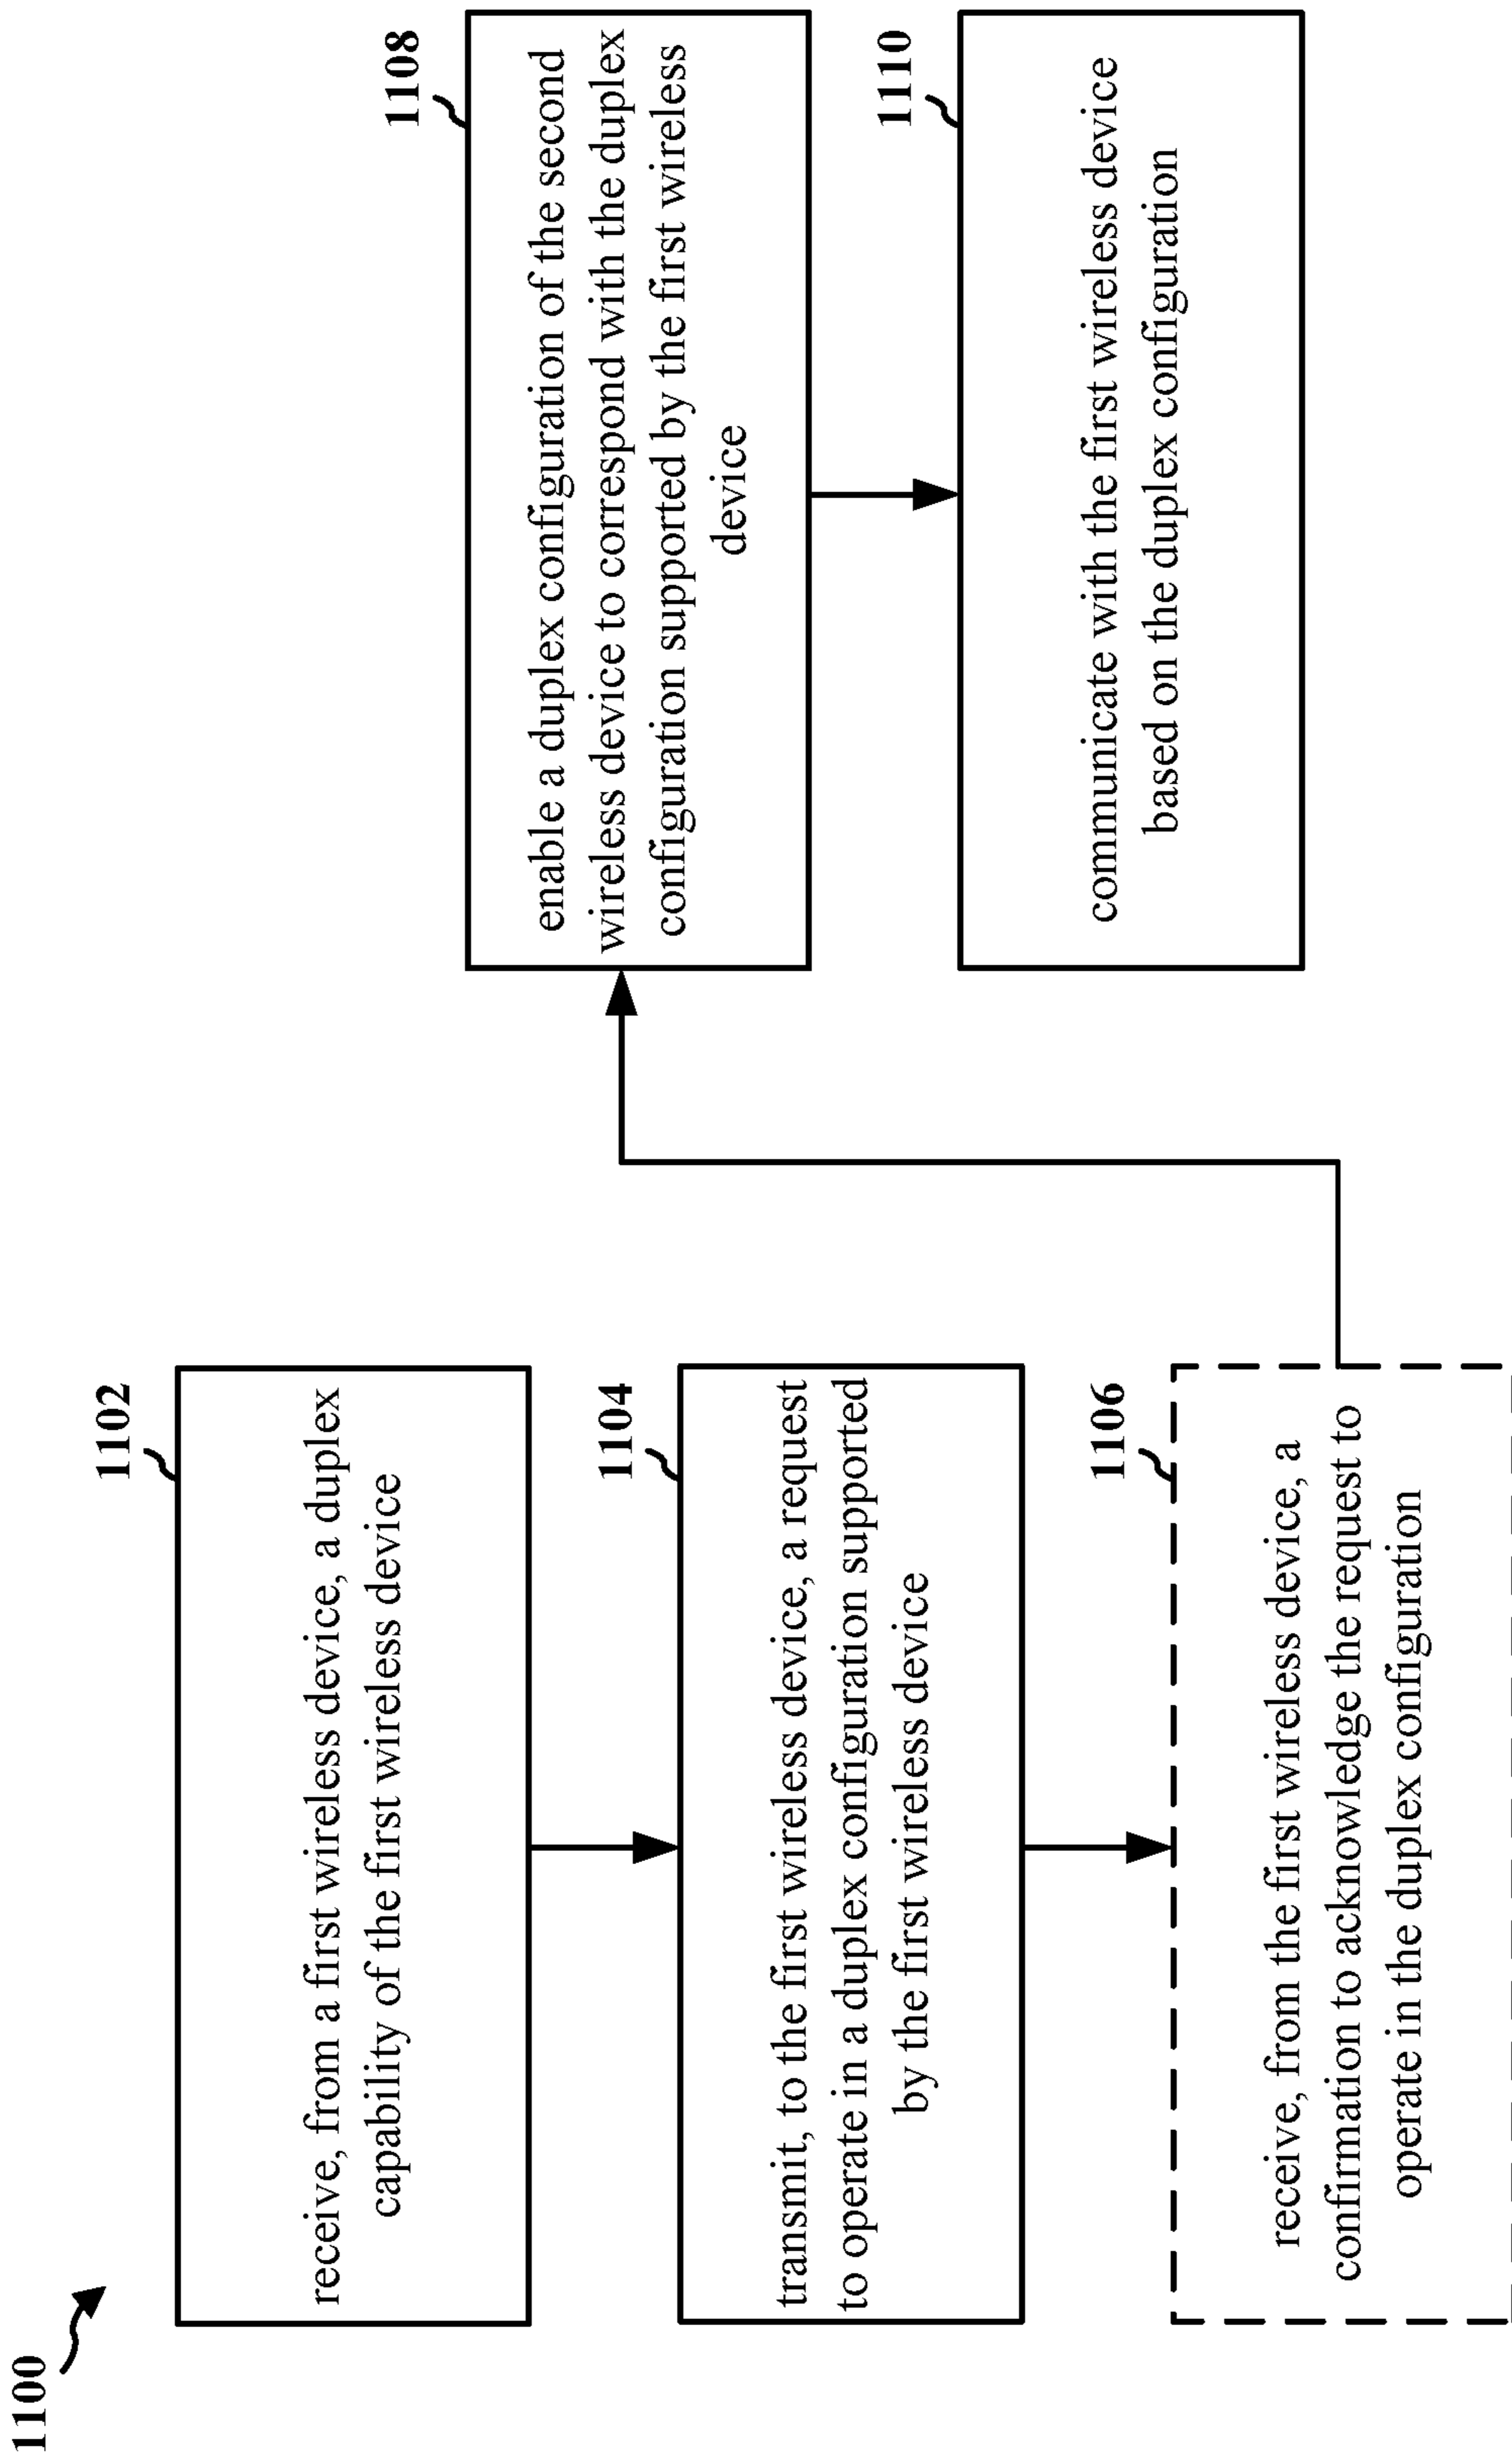 1100
1102
receive, from a first wireless device, a duplex
capability of the first wireless device
1104
transmit, to the first wireless device, a request
to operate in a duplex configuration supported
by the first wireless device
1106
receive, from the first wireless device, a
confirmation to acknowledge the request to
operate in the duplex configuration
1108
enable a duplex configuration of the second
wireless device to correspond with the duplex
configuration supported by the first wireless
device
1110
communicate with the first wireless device
based on the duplex configuration